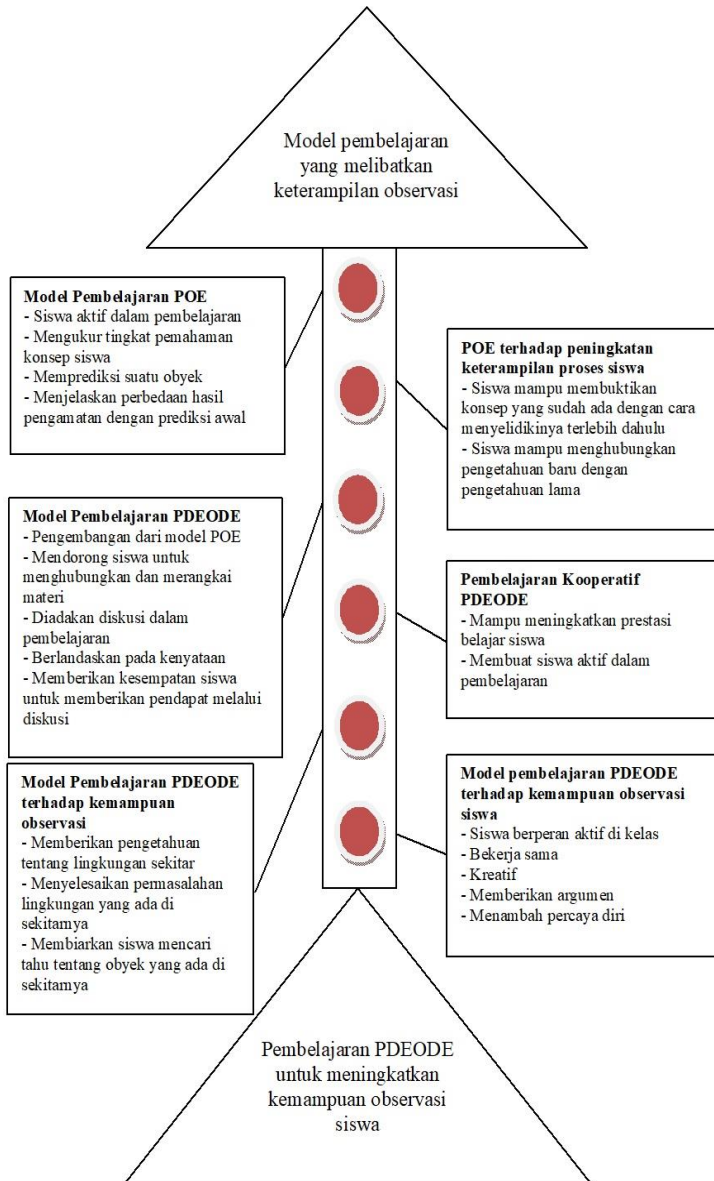 Model pembelajaran
yang melibatkan
keterampilan observasi
Model Pembelajaran POE
- Siswa aktif dalam pembelajaran
- Mengukur tingkat pemahaman
konsep siswa
- Memprediksi suatu obyek
- Menjelaskan perbedaan hasil
pengamatan dengan prediksi awal
POE terhadap peningkatan
keterampilan proses siswa
- Siswa mampu membuktikan
konsep yang sudah ada dengan cara
menyelidikinya terlebih dahulu
- Siswa mampu menghubungkan
pengetahuan baru dengan
pengetahuan lama
Model Pembelajaran PDEODE
- Pengembangan dari model POE
- Mendorong siswa untuk
menghubungkan dan merangkai
materi
- Diadakan diskusi dalam
pembelajaran
- Berlandaskan pada kenyataan
- Memberikan kesempatan siswa
untuk memberikan pendapat melalui
diskusi
Pembelajaran Kooperatif
PDEODE
- Mampu meningkatkan prestasi
belajar siswa
- Membuat siswa aktif dalam
pembelajaran
Model Pembelajaran PDEODE
terhadap kemampuan
observasi
- Memberikan pengetahuan
tentang lingkungan sekitar
- Menyelesaikan permasalahan
lingkungan yang ada di
sekitarnya
- Membiarkan siswa mencari
tahu tentang obyek yang ada di
sekitarnya
Model pembelajaran PDEODE
terhadap kemampuan observasi
siswa
- Siswa berperan aktif di kelas
- Bekerja sama
- Kreatif
- Memberikan argumen
- Menambah percaya diri
Pembelajaran PDEODE
untuk meningkatkan
kemampuan observasi
siswa